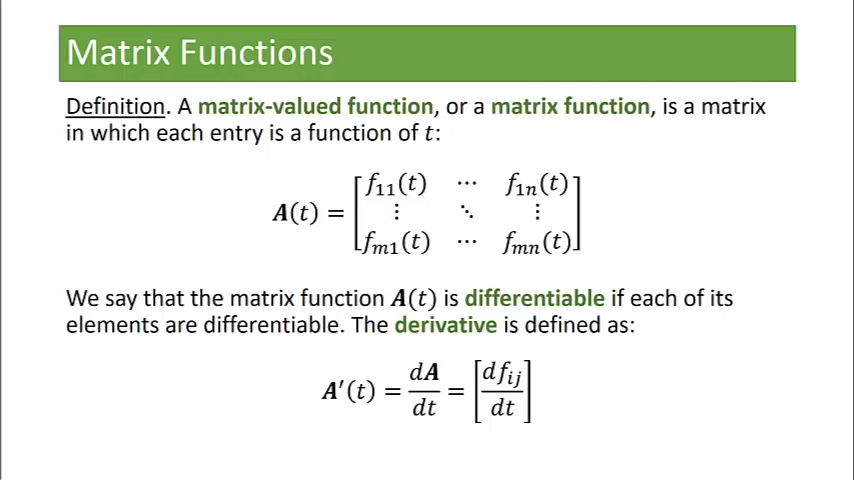 Matrix Functions
Definition. A matrix-valued function, or a matrix function, is a matrix
in which each entry is a function of 𝑡:
𝑨(𝑡) = [𝑓₁₁(𝑡) ⋯ 𝑓₁ₙ(𝑡)
⋮ ⋱ ⋮
𝑓ₘ₁(𝑡) ⋯ 𝑓ₘₙ(𝑡)]
We say that the matrix function 𝑨(𝑡) is differentiable if each of its
elements are differentiable. The derivative is defined as:
𝑨′(𝑡) = d𝑨/dt = [d𝑓ᵢⱼ/dt]